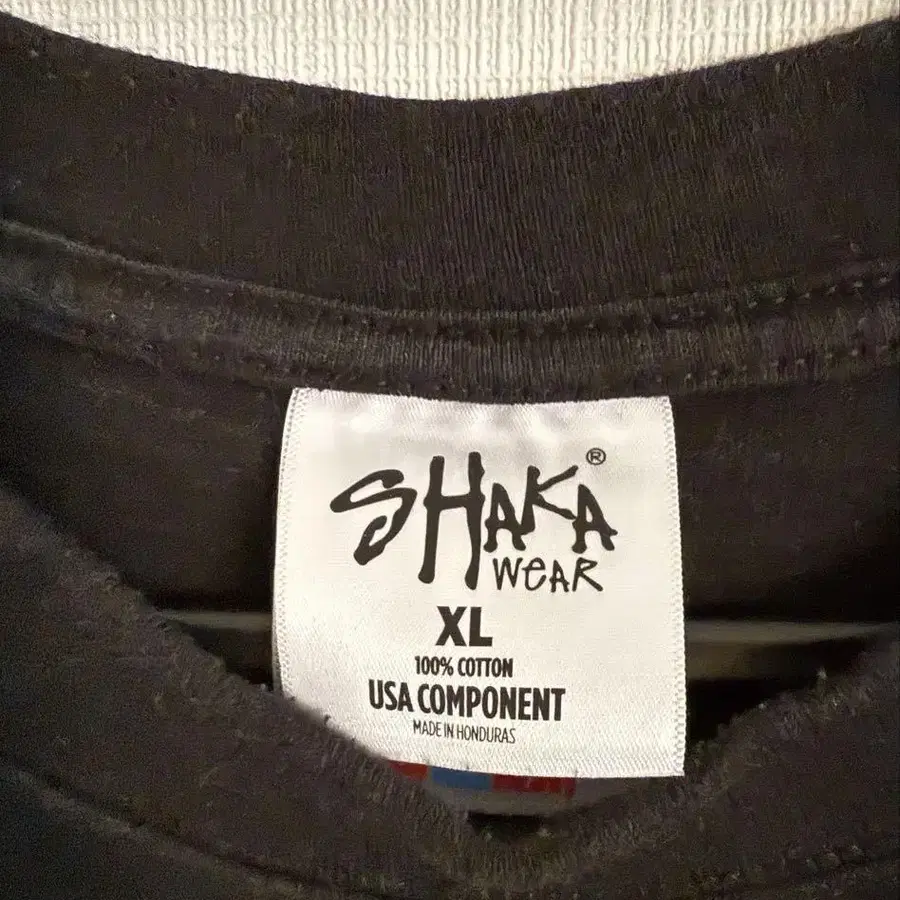 SHAKA®
WEAR
XL
100% COTTON
USA COMPONENT
MADE IN HONDURAS